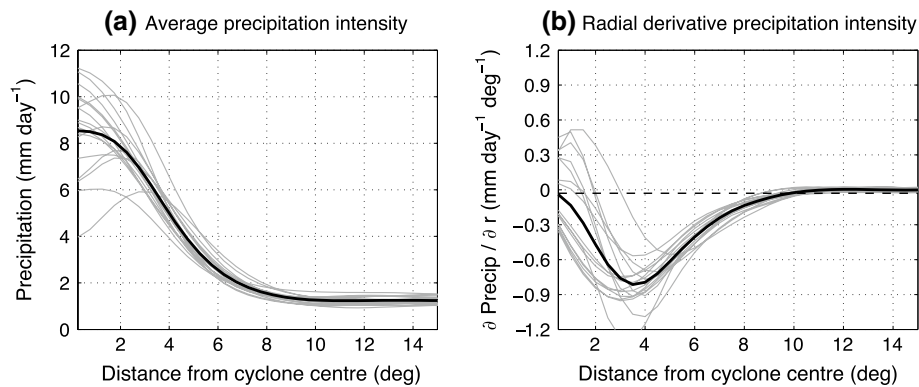 (a) Average precipitation intensity
12
10
8
6
4
2
0
Precipitation (mm day⁻¹)
2 4 6 8 10 12 14
Distance from cyclone centre (deg)
(b) Radial derivative precipitation intensity
1.2
0.9
0.6
0.3
0
−0.3
−0.6
−0.9
−1.2
∂ Precip / ∂ r (mm day⁻¹ deg⁻¹)
2 4 6 8 10 12 14
Distance from cyclone centre (deg)